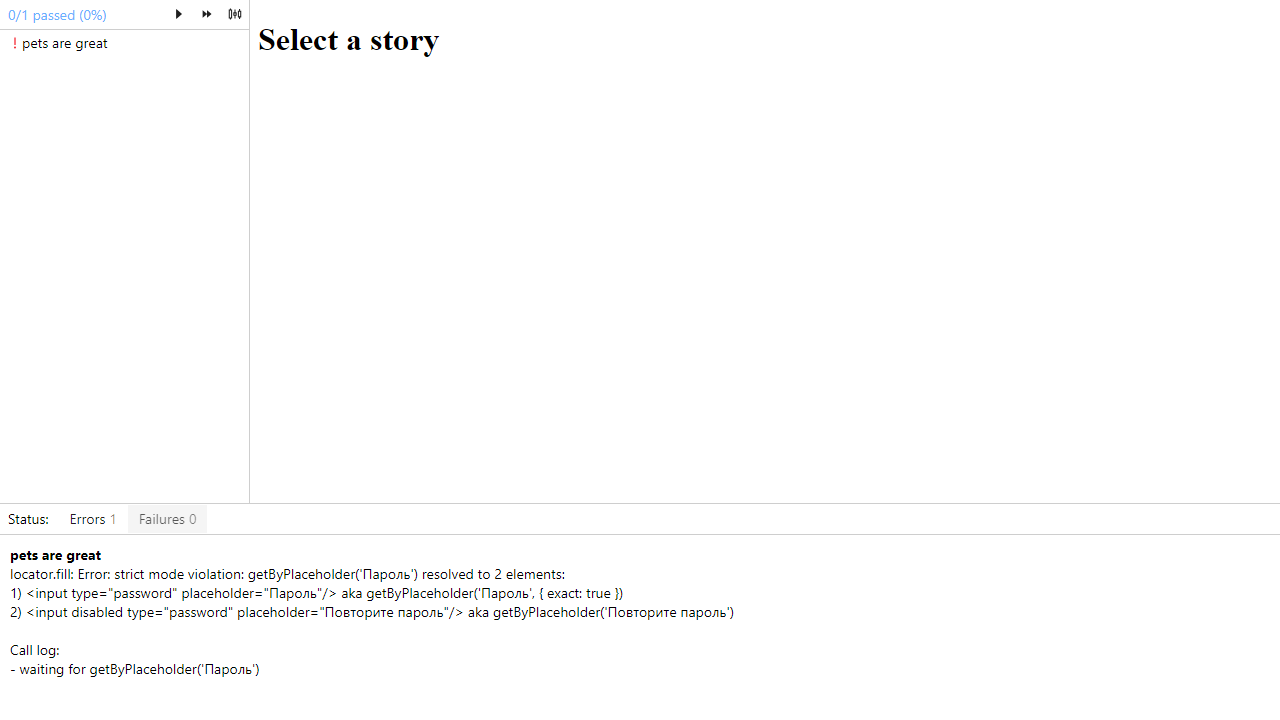 0/1 passed (0%)
! pets are great
Select a story
Status: Errors 1 Failures 0
pets are great
locator.fill: Error: strict mode violation: getByPlaceholder('Пароль') resolved to 2 elements:
1) <input type="password" placeholder="Пароль"/> aka getByPlaceholder('Пароль', { exact: true })
2) <input disabled type="password" placeholder="Повторите пароль"/> aka getByPlaceholder('Повторите пароль')
Call log:
- waiting for getByPlaceholder('Пароль')